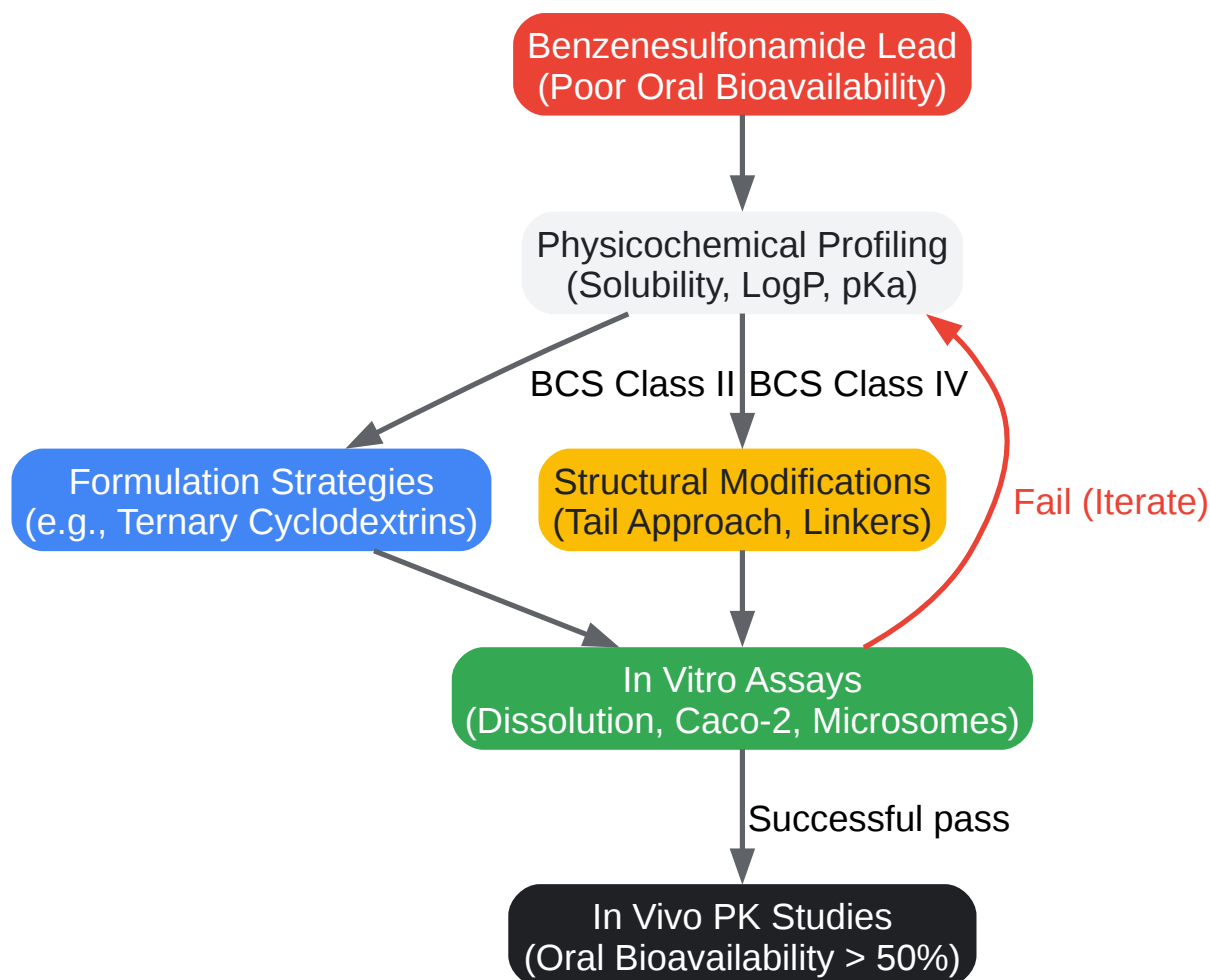 Benzenesulfonamide Lead
(Poor Oral Bioavailability)
Physicochemical Profiling
(Solubility, LogP, pKa)
BCS Class II
BCS Class IV
Formulation Strategies
(e.g., Ternary Cyclodextrins)
Structural Modifications
(Tail Approach, Linkers)
Fail (Iterate)
In Vitro Assays
(Dissolution, Caco-2, Microsomes)
Successful pass
In Vivo PK Studies
(Oral Bioavailability > 50%)